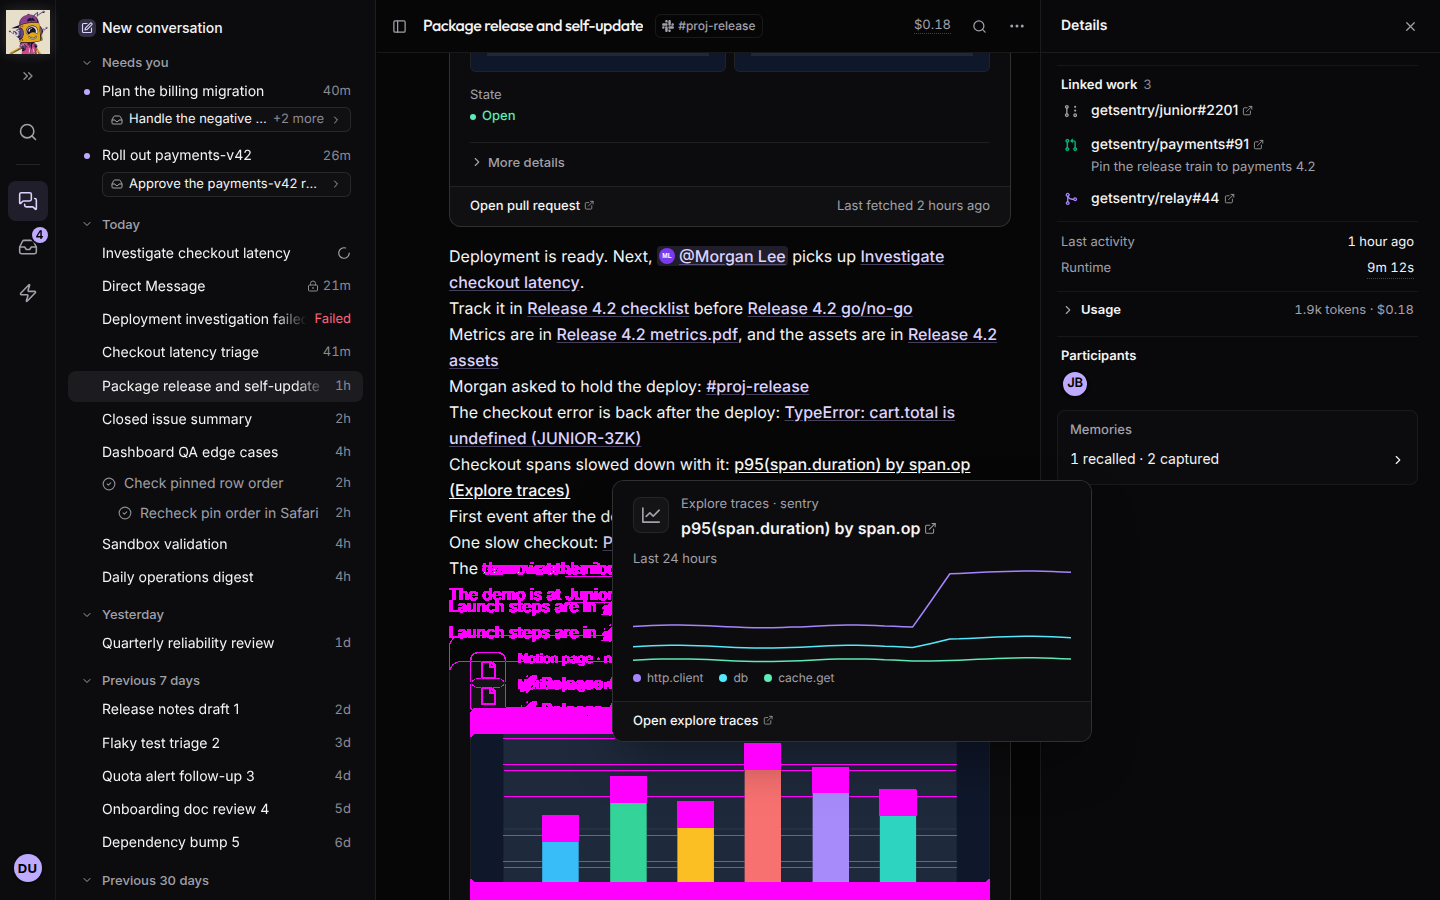 New conversation
Needs you
Plan the billing migration 40m
Handle the negative ... +2 more
Roll out payments-v42 26m
Approve the payments-v42 r...
Today
Investigate checkout latency
Direct Message 21m
Deployment investigation failed Failed
Checkout latency triage 41m
Package release and self-update 1h
Closed issue summary 2h
Dashboard QA edge cases 4h
Check pinned row order 2h
Recheck pin order in Safari 2h
Sandbox validation 4h
Daily operations digest 4h
Yesterday
Quarterly reliability review 1d
Previous 7 days
Release notes draft 1 2d
Flaky test triage 2 3d
Quota alert follow-up 3 4d
Onboarding doc review 4 5d
Dependency bump 5 6d
Previous 30 days
4
DU
Package release and self-update #proj-release $0.18
State
Open
More details
Open pull request Last fetched 2 hours ago
Deployment is ready. Next, ML @Morgan Lee picks up Investigate
checkout latency.
Track it in Release 4.2 checklist before Release 4.2 go/no-go
Metrics are in Release 4.2 metrics.pdf, and the assets are in Release 4.2
assets
Morgan asked to hold the deploy: #proj-release
The checkout error is back after the deploy: TypeError: cart.total is
undefined (JUNIOR-3ZK)
Checkout spans slowed down with it: p95(span.duration) by span.op
(Explore traces)
First event after the
One slow checkout:
The
The demo is at Junior
Launch steps are in
Launch steps are in
Notion page
Explore traces · sentry
p95(span.duration) by span.op
Last 24 hours
http.client db cache.get
Open explore traces
Details
Linked work 3
getsentry/junior#2201
getsentry/payments#91
Pin the release train to payments 4.2
getsentry/relay#44
Last activity 1 hour ago
Runtime 9m 12s
Usage 1.9k tokens · $0.18
Participants
JB
Memories
1 recalled · 2 captured